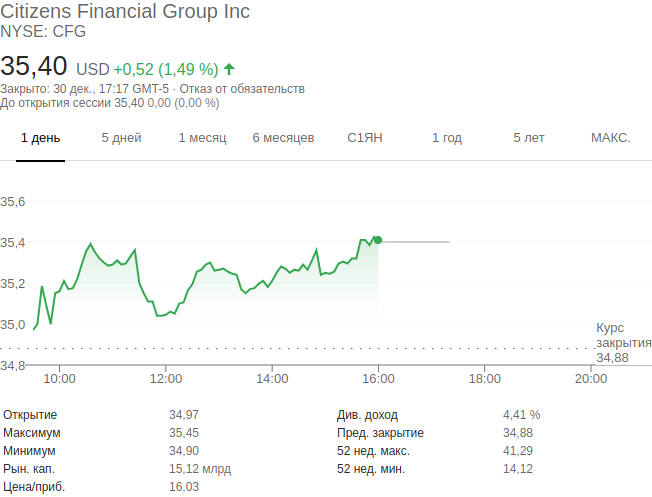 Citizens Financial Group Inc
NYSE: CFG
35,40 USD +0,52 (1,49 %)
Закрыто: 30 дек., 17:17 GMT-5 · Отказ от обязательств
До открытия сессии 35,40 0,00 (0,00 %)
1 день 5 дней 1 месяц 6 месяцев С1ЯН 1 год 5 лет МАКС.
35,6
35,4
35,2
35,0
Курс
закрытия
34,88
34,8
10:00 12:00 14:00 16:00 18:00 20:00
Открытие 34,97 Див. доход 4,41 %
Максимум 35,45 Пред. закрытие 34,88
Минимум 34,90 52 нед. макс. 41,29
Рын. кап. 15,12 млрд 52 нед. мин. 14,12
Цена/приб. 16,03